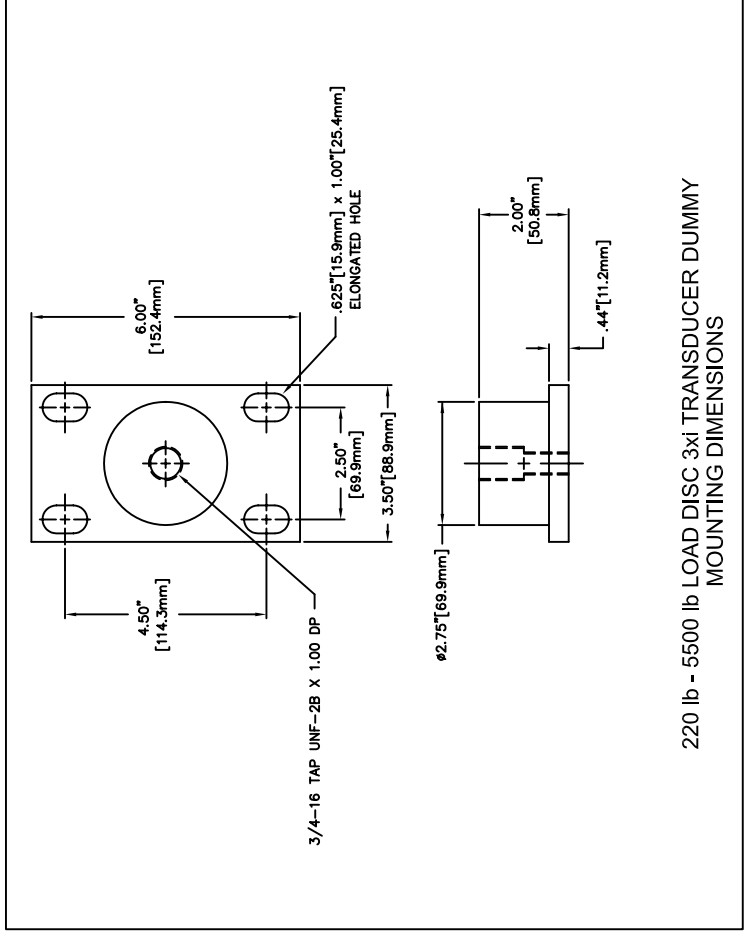 6.00"
[152.4mm]
.625"[15.9mm] x 1.00"[25.4mm]
ELONGATED HOLE
4.50"
[114.3mm]
2.50"
[69.9mm]
3.50"[88.9mm]
3/4-16 TAP UNF-2B X 1.00 DP
ø2.75"[69.9mm]
2.00"
[50.8mm]
.44"[11.2mm]
220 lb - 5500 lb LOAD DISC 3xi TRANSDUCER DUMMY
MOUNTING DIMENSIONS